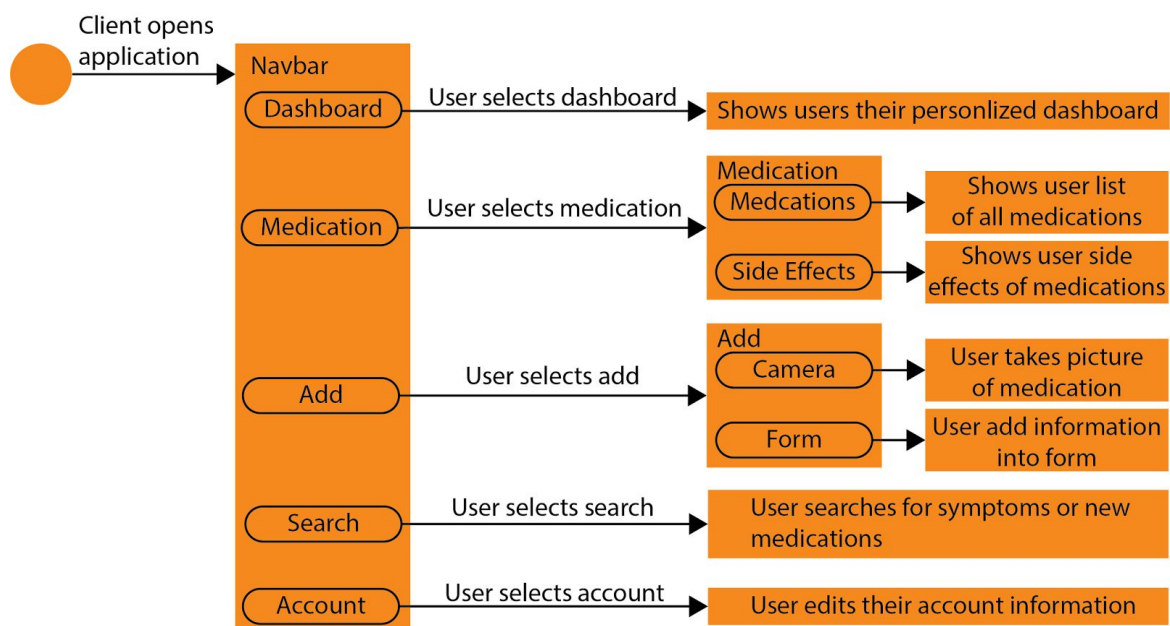 Client opens
application
Navbar
Dashboard
User selects dashboard
Shows users their personlized dashboard
Medication
User selects medication
Medication
Medcations
Shows user list
of all medications
Side Effects
Shows user side
effects of medications
Add
User selects add
Add
Camera
User takes picture
of medication
Form
User add information
into form
Search
User selects search
User searches for symptoms or new
medications
Account
User selects account
User edits their account information